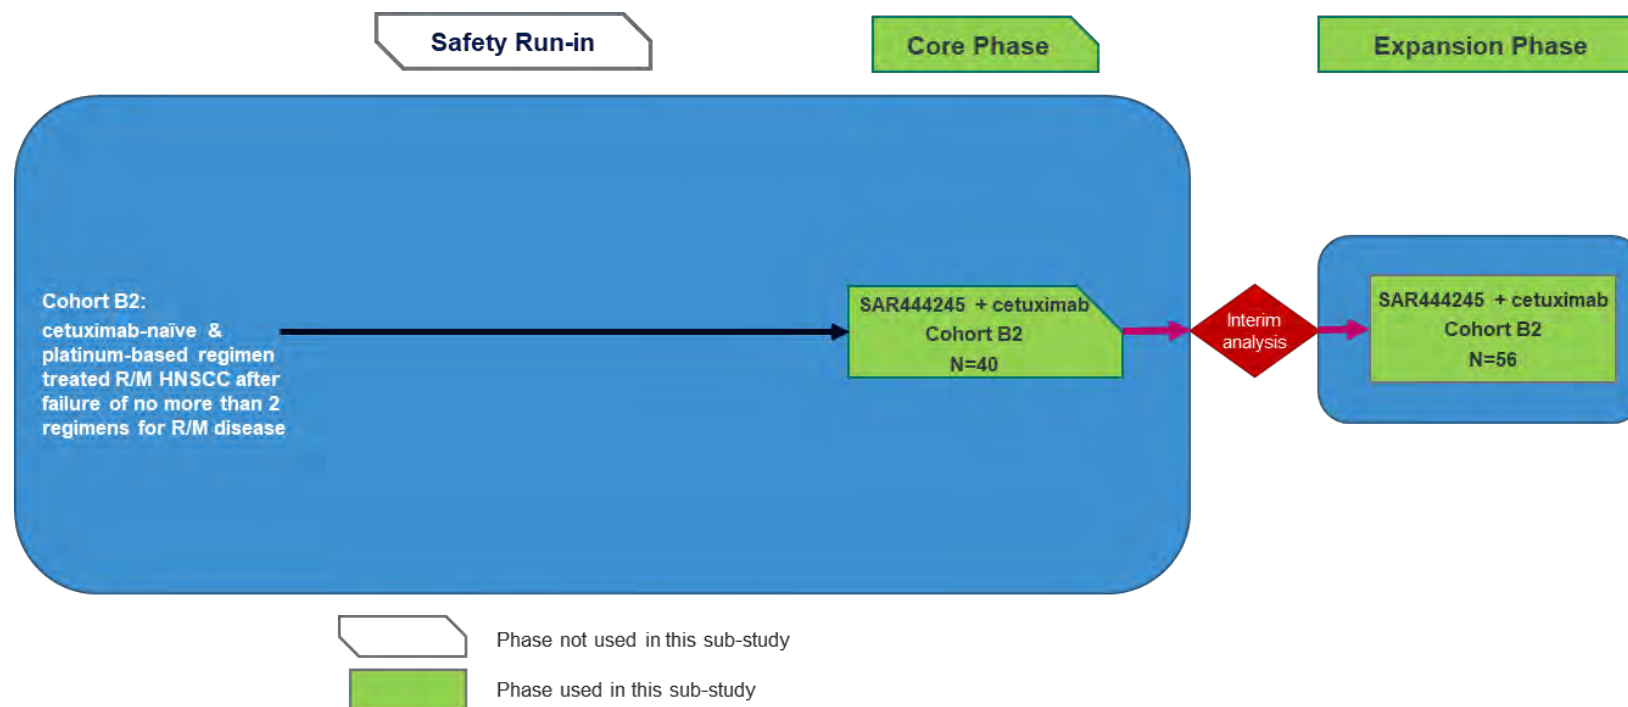 Safety Run-in
Core Phase
Expansion Phase
Cohort B2:
cetuximab-naïve &
platinum-based regimen
treated R/M HNSCC after
failure of no more than 2
regimens for R/M disease
SAR444245 + cetuximab
Cohort B2
N=40
Interim
analysis
SAR444245 + cetuximab
Cohort B2
N=56
Phase not used in this sub-study
Phase used in this sub-study